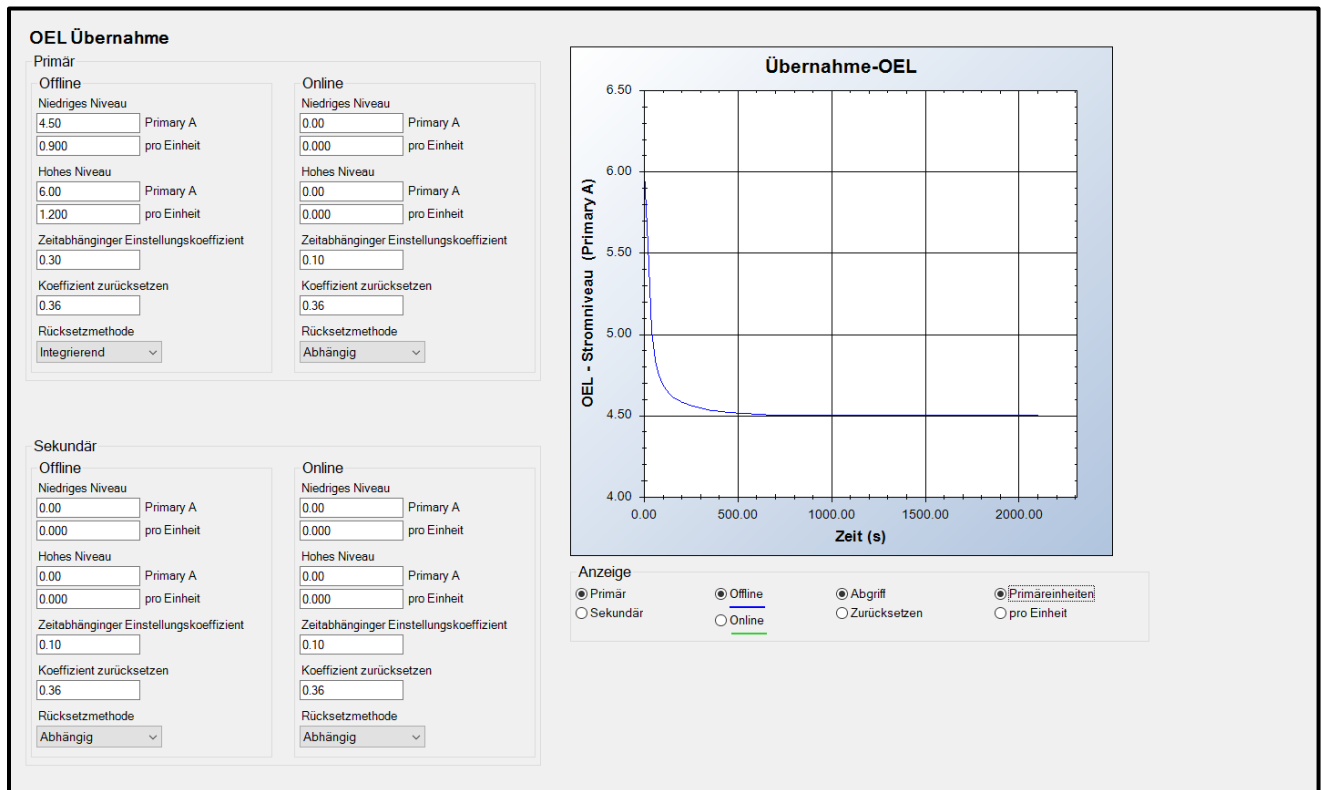 OEL Übernahme
Primär
Offline
Niedriges Niveau
4.50 Primary A
0.900 pro Einheit
Hohes Niveau
6.00 Primary A
1.200 pro Einheit
Zeitabhänginger Einstellungskoeffizient
0.30
Koeffizient zurücksetzen
0.36
Rücksetzmethode
Integrierend
Online
Niedriges Niveau
0.00 Primary A
0.000 pro Einheit
Hohes Niveau
0.00 Primary A
0.000 pro Einheit
Zeitabhänginger Einstellungskoeffizient
0.10
Koeffizient zurücksetzen
0.36
Rücksetzmethode
Abhängig
Sekundär
Offline
Niedriges Niveau
0.00 Primary A
0.000 pro Einheit
Hohes Niveau
0.00 Primary A
0.000 pro Einheit
Zeitabhänginger Einstellungskoeffizient
0.10
Koeffizient zurücksetzen
0.36
Rücksetzmethode
Abhängig
Online
Niedriges Niveau
0.00 Primary A
0.000 pro Einheit
Hohes Niveau
0.00 Primary A
0.000 pro Einheit
Zeitabhänginger Einstellungskoeffizient
0.10
Koeffizient zurücksetzen
0.36
Rücksetzmethode
Abhängig
Übernahme-OEL
OEL - Stromniveau (Primary A)
6.50
6.00
5.50
5.00
4.50
4.00
0.00 500.00 1000.00 1500.00 2000.00
Zeit (s)
Anzeige
Primär Offline Abgriff Primäreinheiten
Sekundär Online Zurücksetzen pro Einheit